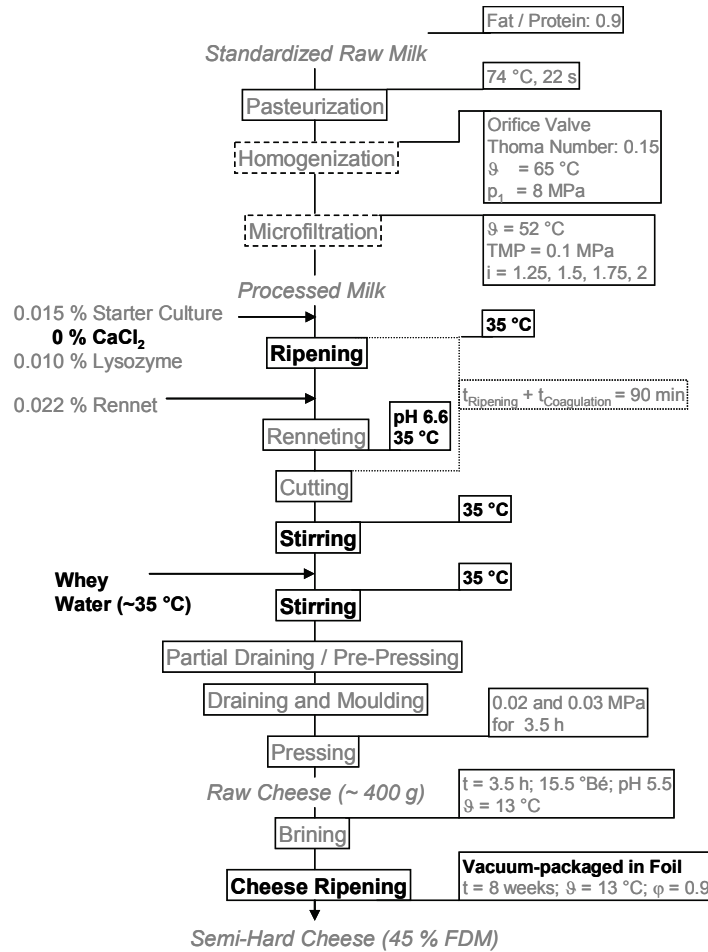 Fat / Protein: 0.9
Standardized Raw Milk
74 °C, 22 s
Pasteurization
Orifice Valve
Thoma Number: 0.15
ϑ = 65 °C
p₁ = 8 MPa
Homogenization
Microfiltration
ϑ = 52 °C
TMP = 0.1 MPa
i = 1.25, 1.5, 1.75, 2
Processed Milk
0.015 % Starter Culture
0 % CaCl₂
0.010 % Lysozyme
35 °C
Ripening
0.022 % Rennet
t_Ripening + t_Coagulation = 90 min
pH 6.6
35 °C
Renneting
Cutting
35 °C
Stirring
Whey
Water (~35 °C)
35 °C
Stirring
Partial Draining / Pre-Pressing
Draining and Moulding
0.02 and 0.03 MPa
for 3.5 h
Pressing
Raw Cheese (~ 400 g)
t = 3.5 h; 15.5 °Bé; pH 5.5
ϑ = 13 °C
Brining
Cheese Ripening
Vacuum-packaged in Foil
t = 8 weeks; ϑ = 13 °C; φ = 0.9
Semi-Hard Cheese (45 % FDM)